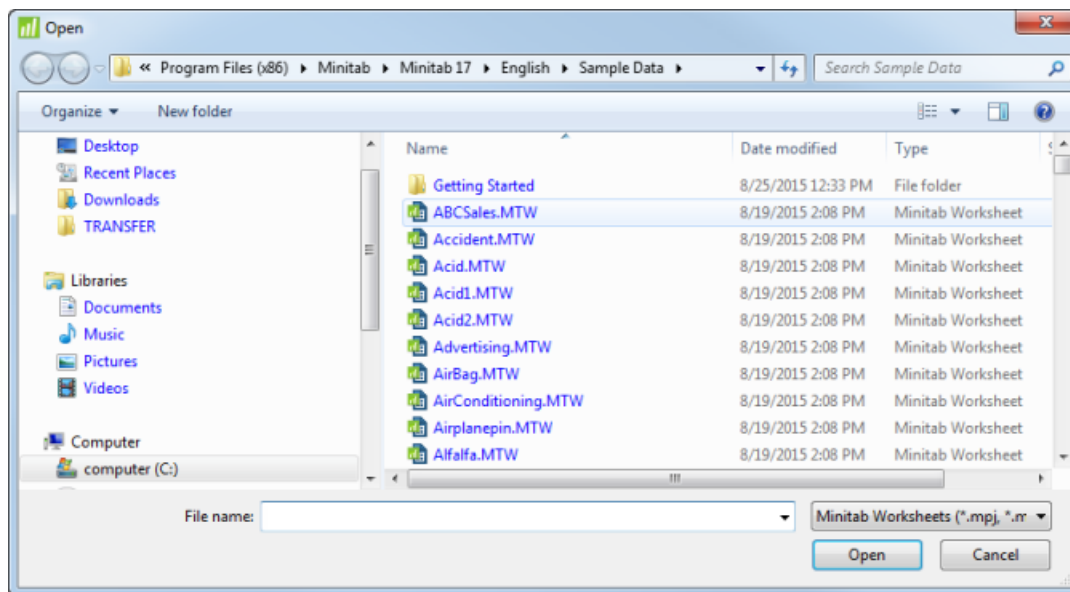 Open
« Program Files (x86) ▸ Minitab ▸ Minitab 17 ▸ English ▸ Sample Data ▸ Search Sample Data
Organize New folder
Desktop
Recent Places
Downloads
TRANSFER
Libraries
Documents
Music
Pictures
Videos
Computer
computer (C:)
Name Date modified Type
Getting Started 8/25/2015 12:33 PM File folder
ABCSales.MTW 8/19/2015 2:08 PM Minitab Worksheet
Accident.MTW 8/19/2015 2:08 PM Minitab Worksheet
Acid.MTW 8/19/2015 2:08 PM Minitab Worksheet
Acid1.MTW 8/19/2015 2:08 PM Minitab Worksheet
Acid2.MTW 8/19/2015 2:08 PM Minitab Worksheet
Advertising.MTW 8/19/2015 2:08 PM Minitab Worksheet
AirBag.MTW 8/19/2015 2:08 PM Minitab Worksheet
AirConditioning.MTW 8/19/2015 2:08 PM Minitab Worksheet
Airplanepin.MTW 8/19/2015 2:08 PM Minitab Worksheet
Alfalfa.MTW 8/19/2015 2:08 PM Minitab Worksheet
File name: Minitab Worksheets (*.mpj, *.m
Open Cancel